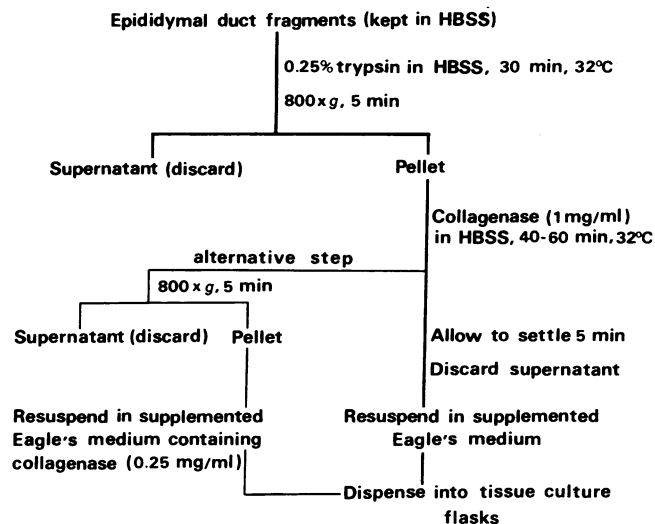 Epididymal duct fragments (kept in HBSS)
0.25% trypsin in HBSS, 30 min, 32ºC
800 x g, 5 min
Supernatant (discard)
Pellet
Collagenase (1 mg/ml)
in HBSS, 40-60 min, 32ºC
alternative step
800 x g, 5 min
Supernatant (discard)
Pellet
Allow to settle 5 min
Discard supernatant
Resuspend in supplemented
Eagle's medium containing
collagenase (0.25 mg/ml)
Resuspend in supplemented
Eagle's medium
Dispense into tissue culture
flasks